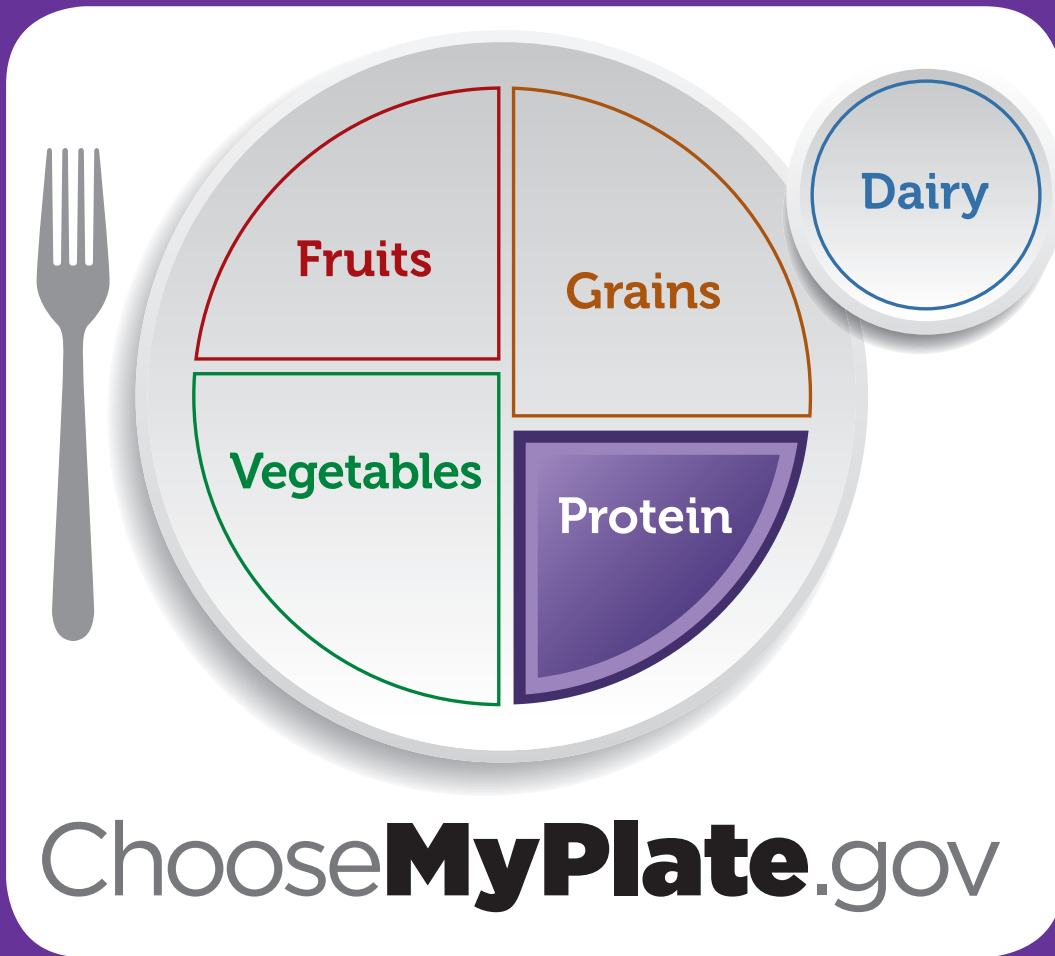 Fruits
Grains
Dairy
Vegetables
Protein
ChooseMyPlate.gov